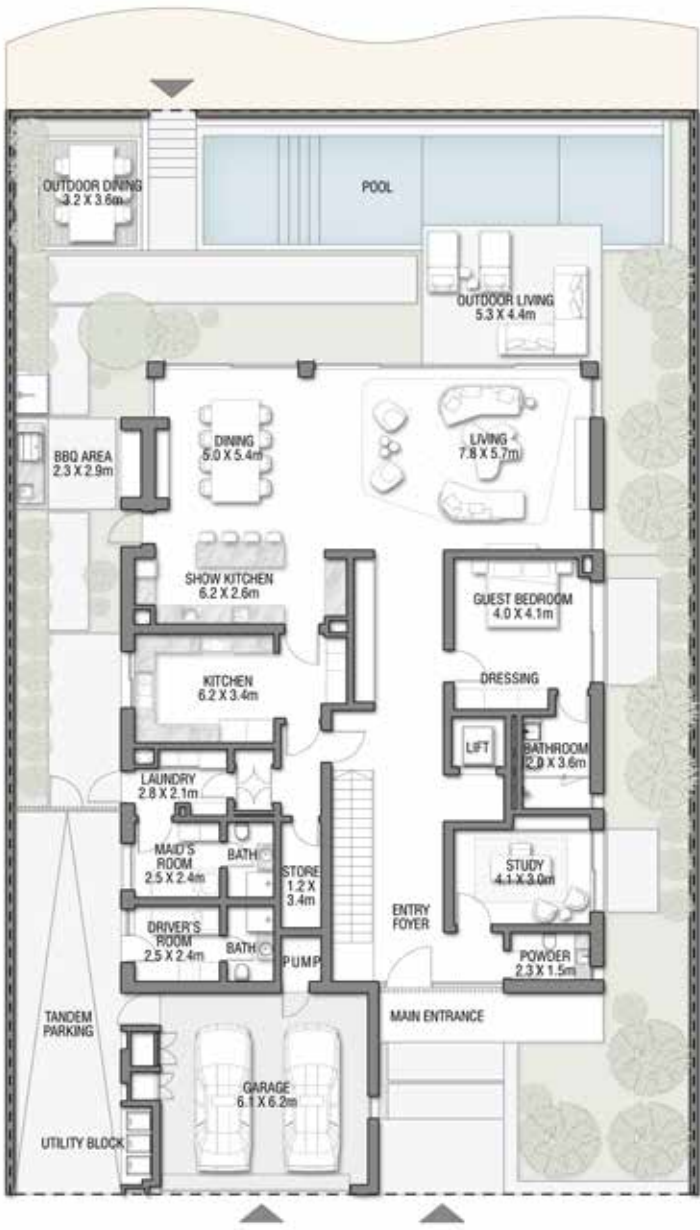 POOL
OUTDOOR DINING
3.2 X 3.6m
OUTDOOR LIVING
5.3 X 4.4m
DINING
5.0 X 5.4m
LIVING
7.8 X 5.7m
BBQ AREA
2.3 X 2.9m
SHOW KITCHEN
6.2 X 2.6m
GUEST BEDROOM
4.0 X 4.1m
KITCHEN
6.2 X 3.4m
DRESSING
LIFT
BATHROOM
2.0 X 3.6m
LAUNDRY
2.8 X 2.1m
MAID'S
ROOM
2.5 X 2.4m
BATH
STORE
1.2 X
3.4m
STUDY
4.1 X 3.0m
ENTRY
FOYER
DRIVER'S
ROOM
2.5 X 2.4m
BATH
PUMP
POWDER
2.3 X 1.5m
TANDEM
PARKING
MAIN ENTRANCE
GARAGE
6.1 X 6.2m
UTILITY BLOCK